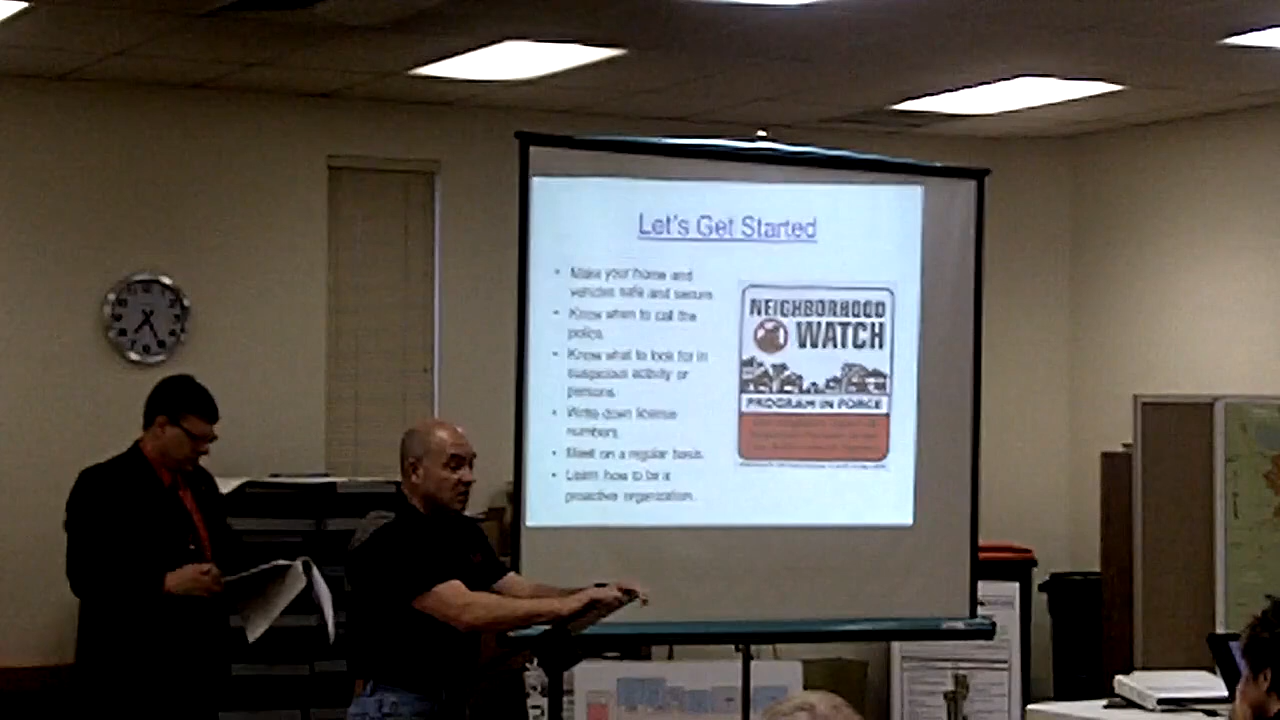 Let's Get Started
• Make your home and
vehicles safe and secure.
• Know when to call the
police.
• Know what to look for in
suspicious activity or
persons.
• Write down license
numbers.
• Meet on a regular basis.
• Learn how to be a
proactive organization.
NEIGHBORHOOD
WATCH
PROGRAM IN FORCE